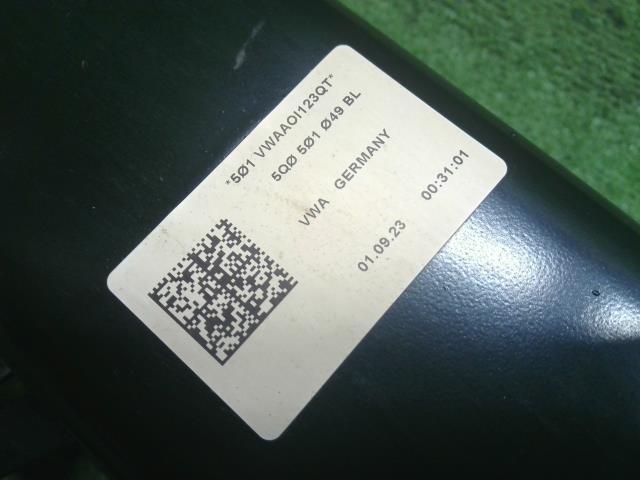 *5Ø1 VWAAOI123QT*
5QØ 5Ø1 Ø49 BL
VWA GERMANY
01.09.23 00:31:01